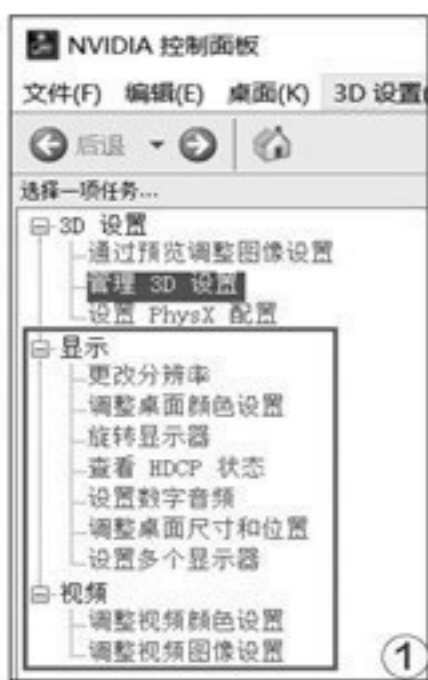 NVIDIA 控制面板
文件(F) 编辑(E) 桌面(K) 3D 设置(
后退
选择一项任务...
3D 设置
通过预览调整图像设置
管理 3D 设置
设置 PhysX 配置
显示
更改分辨率
调整桌面颜色设置
旋转显示器
查看 HDCP 状态
设置数字音频
调整桌面尺寸和位置
设置多个显示器
视频
调整视频颜色设置
调整视频图像设置
①